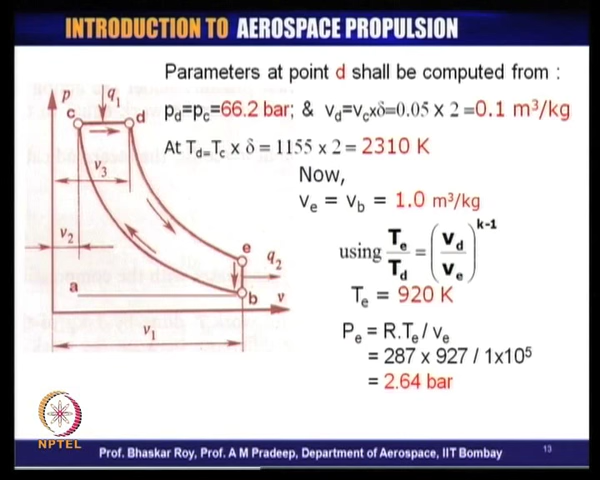 INTRODUCTION TO AEROSPACE PROPULSION
Parameters at point d shall be computed from :
p_d=p_c=66.2 bar; & v_d=v_c×δ=0.05 × 2 =0.1 m³/kg
At T_d=T_c × δ = 1155 × 2 = 2310 K
Now,
v_e = v_b = 1.0 m³/kg
using T_e/T_d = (v_d/v_e)^k-1
T_e = 920 K
P_e = R.T_e / v_e
= 287 x 927 / 1x10⁵
= 2.64 bar
p
q₁
c
d
v₃
v₂
e
q₂
a
b
v
v₁
NPTEL
Prof. Bhaskar Roy, Prof. A M Pradeep, Department of Aerospace, IIT Bombay
13